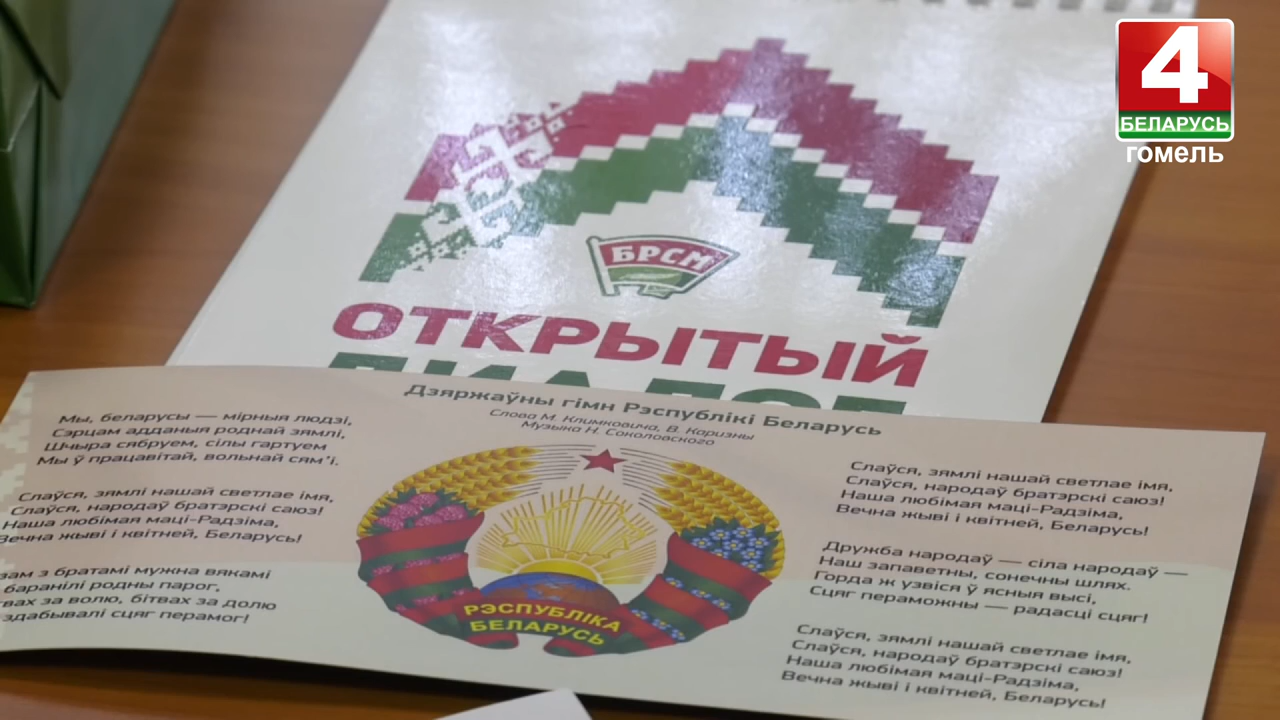 4
БЕЛАРУСЬ
ГОМЕЛЬ
БРСМ
ОТКРЫТЫЙ
Дзяржаўны гімн Рэспублікі Беларусь
Слова М. Климковича, В. Каризны
Музыка Н. Соколовского
Мы, беларусы — мірныя людзі,
Сэрцам адданыя роднай зямлі,
Шчыра сябруем, сілы гартуем
Мы ў працавітай, вольнай сям'і.
Слаўся, зямлі нашай светлае імя,
Слаўся, народаў братэрскі саюз!
Наша любімая маці-Радзіма,
Вечна жыві і квітней, Беларусь!
з братамі мужна вякамі
баранілі родны парог,
за волю, бітвах за долю
здабывалі сцяг перамог!
РЭСПУБЛІКА
БЕЛАРУСЬ
Слаўся, зямлі нашай светлае імя,
Слаўся, народаў братэрскі саюз!
Наша любімая маці-Радзіма,
Вечна жыві і квітней, Беларусь!
Дружба народаў — сіла народаў —
Наш запаветны, сонечны шлях.
Горда ж узвіся ў ясныя высі,
Сцяг пераможны — радасці сцяг!
Слаўся, зямлі нашай светлае імя,
Слаўся, народаў братэрскі саюз!
Наша любімая маці-Радзіма,
Вечна жыві і квітней, Беларусь!